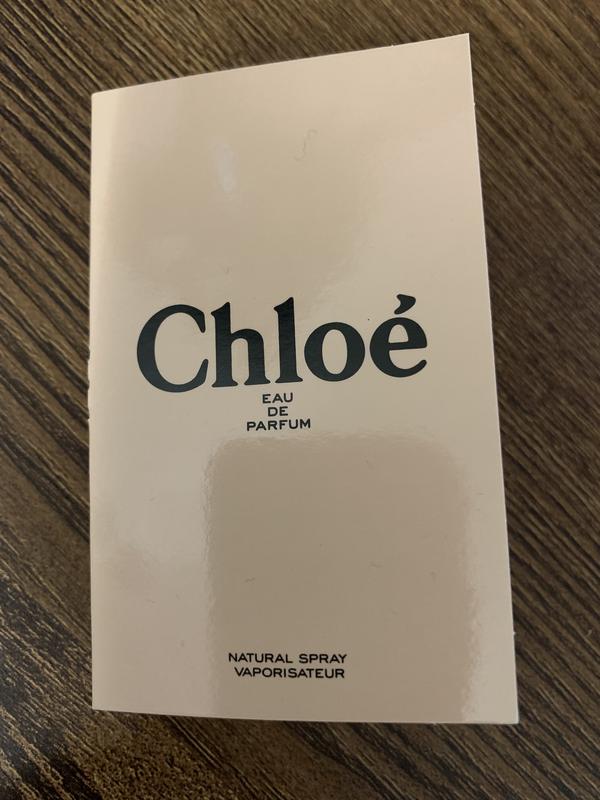 Chloé
EAU
DE
PARFUM
NATURAL SPRAY
VAPORISATEUR